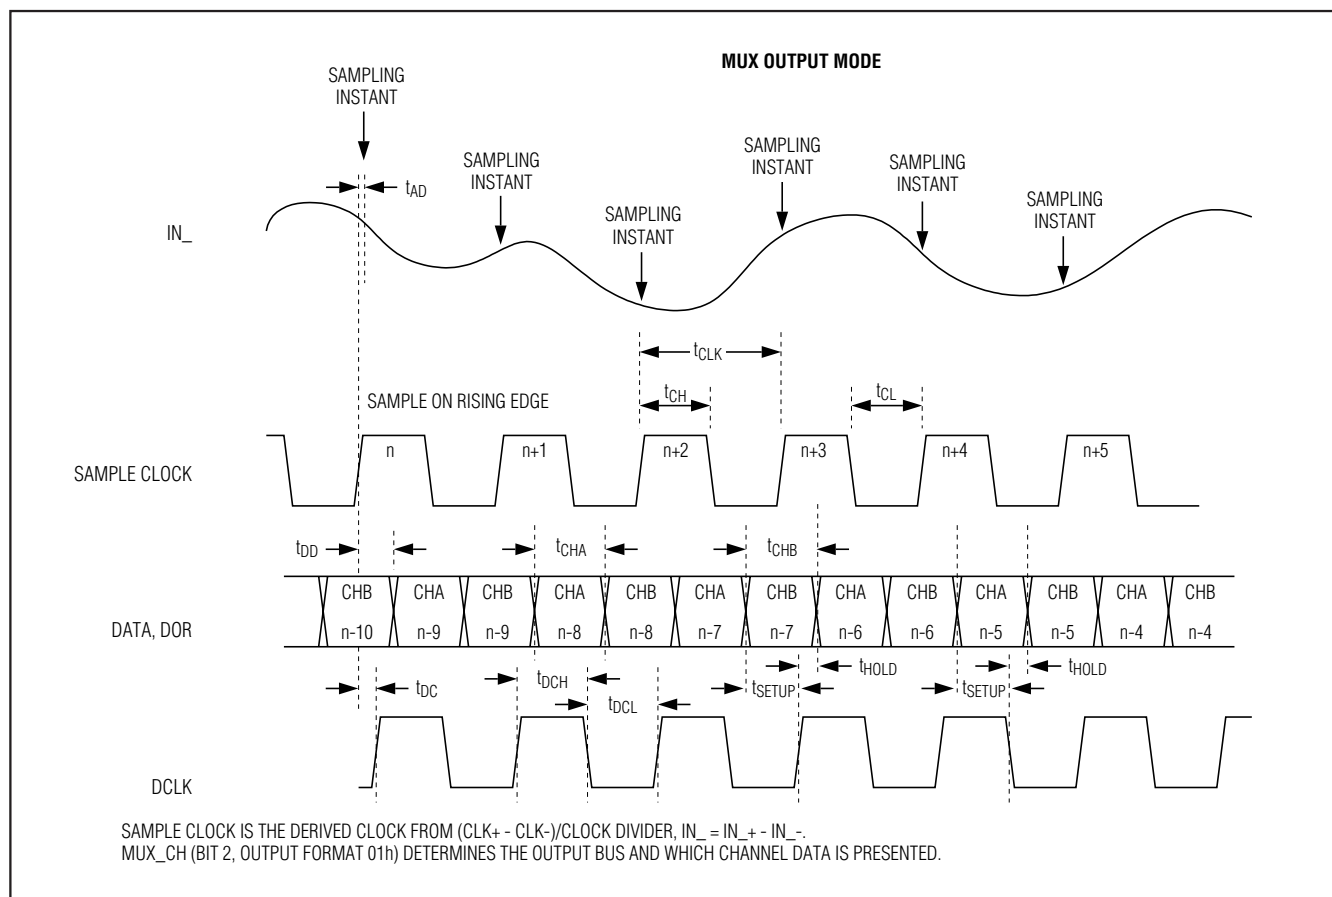 MUX OUTPUT MODE
SAMPLING
INSTANT
SAMPLING
INSTANT
SAMPLING
INSTANT
SAMPLING
INSTANT
SAMPLING
INSTANT
SAMPLING
INSTANT
tAD
IN_
tCLK
SAMPLE ON RISING EDGE
tCH
tCL
SAMPLE CLOCK
n
n+1
n+2
n+3
n+4
n+5
tDD
tCHA
tCHB
DATA, DOR
CHB CHA CHB CHA CHB CHA CHB CHA CHB CHA CHB CHA CHB
n-10 n-9 n-9 n-8 n-8 n-7 n-7 n-6 n-6 n-5 n-5 n-4 n-4
tDC
tDCH
tDCL
tSETUP
tHOLD
tSETUP
tHOLD
DCLK
SAMPLE CLOCK IS THE DERIVED CLOCK FROM (CLK+ - CLK-)/CLOCK DIVIDER, IN_ = IN_+ - IN_-.
MUX_CH (BIT 2, OUTPUT FORMAT 01h) DETERMINES THE OUTPUT BUS AND WHICH CHANNEL DATA IS PRESENTED.